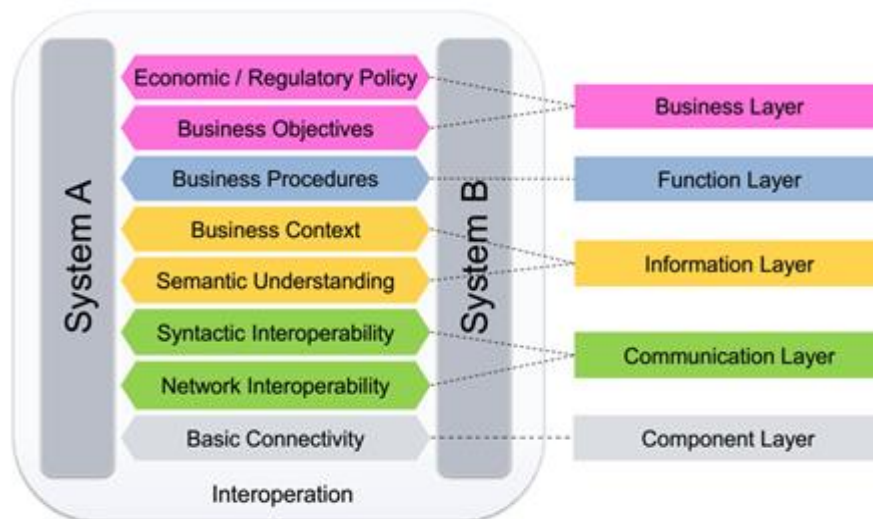 System A
Economic / Regulatory Policy
Business Objectives
Business Procedures
Business Context
Semantic Understanding
Syntactic Interoperability
Network Interoperability
Basic Connectivity
System B
Interoperation
Business Layer
Function Layer
Information Layer
Communication Layer
Component Layer